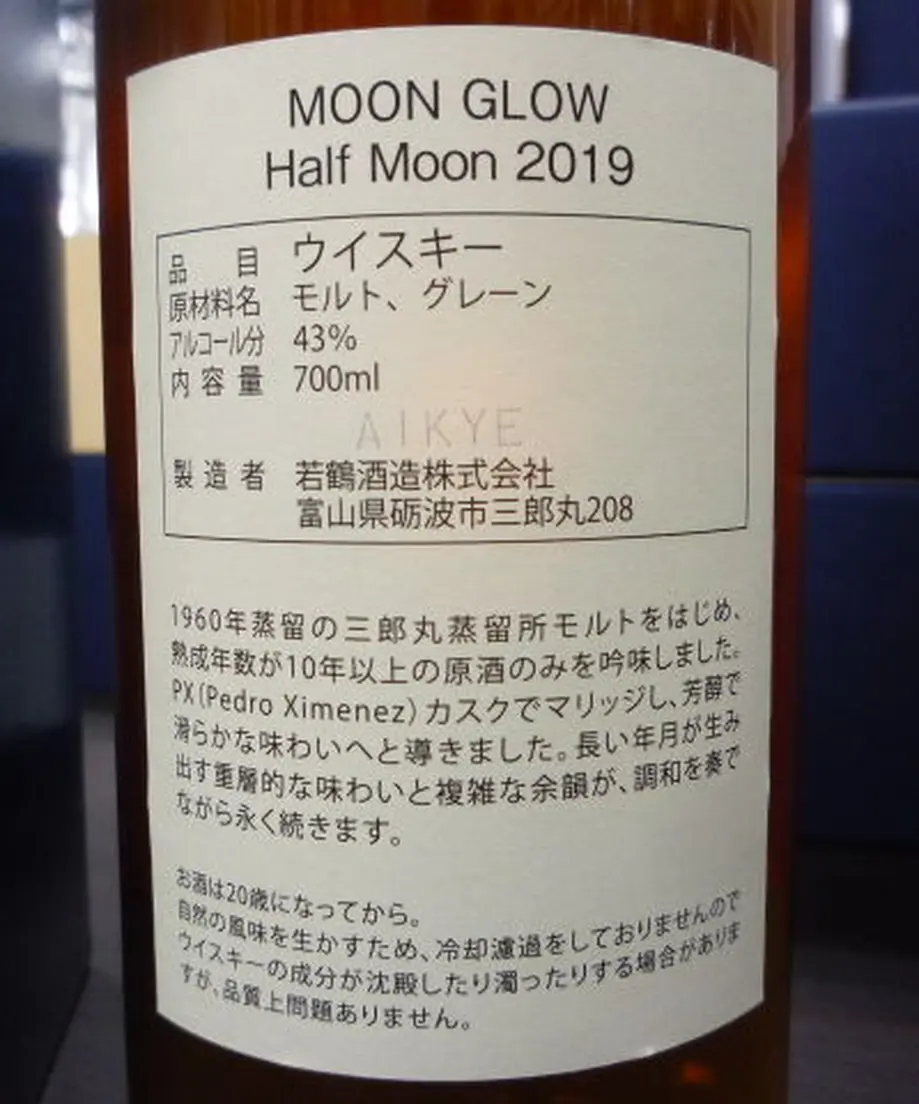 MOON GLOW
Half Moon 2019
品目 ウイスキー
原材料名 モルト、グレーン
アルコール分 43%
内容量 700ml
AIKYE
製造者 若鶴酒造株式会社
富山県砺波市三郎丸208
1960年蒸留の三郎丸蒸留所モルトをはじめ、
熟成年数が10年以上の原酒のみを吟味しました。
PX(Pedro Ximenez)カスクでマリッジし、芳醇で
滑らかな味わいへと導きました。長い年月が生み
出す重層的な味わいと複雑な余韻が、調和を奏で
ながら永く続きます。
お酒は20歳になってから。
自然の風味を生かすため、冷却濾過をしておりませんので
ウイスキーの成分が沈殿したり濁ったりする場合がありま
すが、品質上問題ありません。